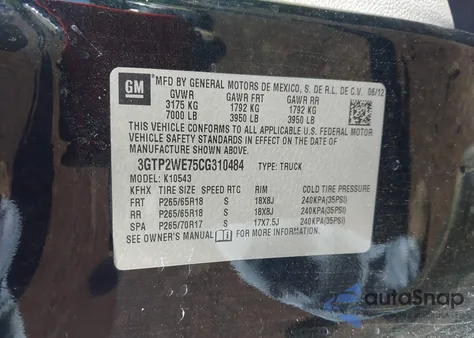 GM
MFD BY GENERAL MOTORS DE MEXICO, S. DE R.L. DE C.V. 06/12
GVWR GAWR FRT GAWR RR
3175 KG 1792 KG 1792 KG
7000 LB 3950 LB 3950 LB
THIS VEHICLE CONFORMS TO ALL APPLICABLE U.S. FEDERAL MOTOR
VEHICLE SAFETY STANDARDS IN EFFECT ON THE DATE OF
MANUFACTURE SHOWN ABOVE.
3GTP2WE75CG310484 TYPE: TRUCK
MODEL: K10543
KFHX TIRE SIZE SPEED RTG RIM COLD TIRE PRESSURE
FRT P265/65R18 S 18X8J 240KPA(35PSI)
RR P265/65R18 S 18X8J 240KPA(35PSI)
SPA P265/70R17 S 17X7.5J 240KPA(35PSI)
SEE OWNER'S MANUAL FOR MORE INFORMATION.
autoSnap